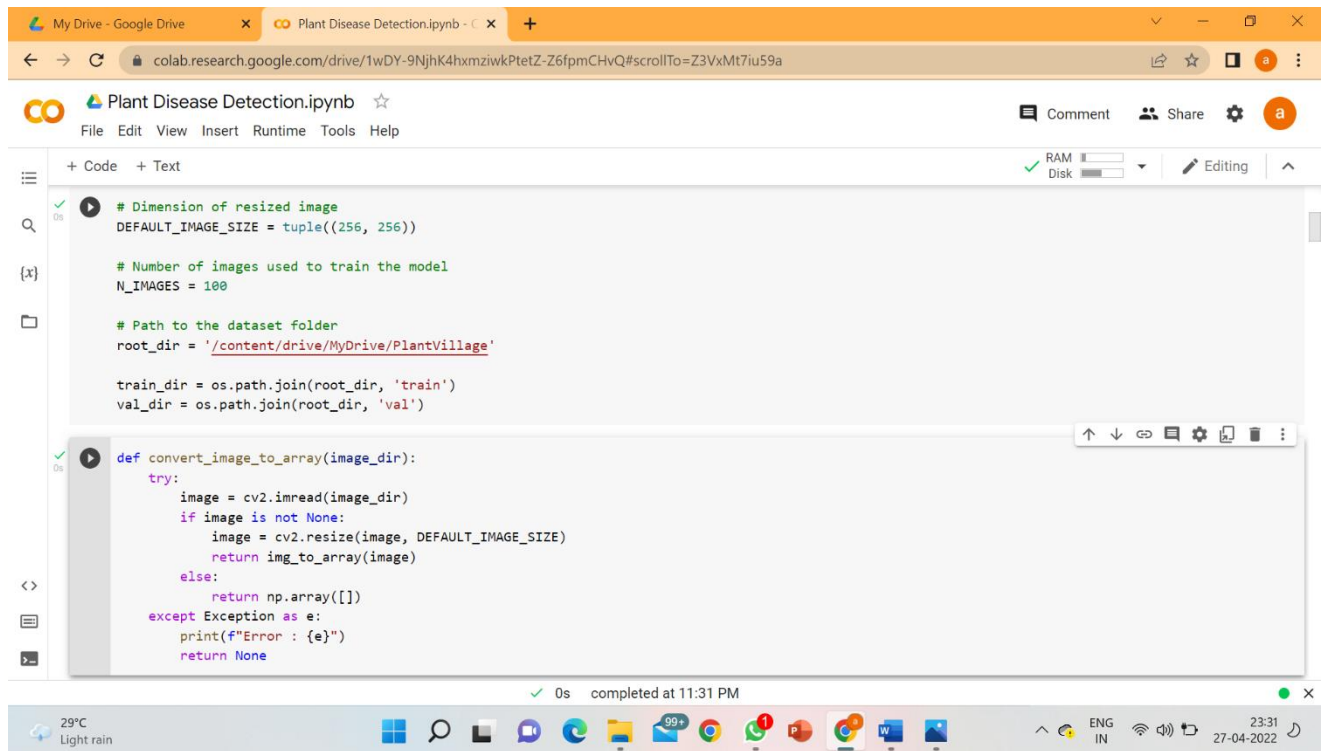 My Drive - Google Drive
Plant Disease Detection.ipynb - C
colab.research.google.com/drive/1wDY-9NjhK4hxmziwkPtetZ-Z6fpmCHvQ#scrollTo=Z3VxMt7iu59a
a
CO
Plant Disease Detection.ipynb
Comment
Share
a
File Edit View Insert Runtime Tools Help
+ Code + Text
RAM
Disk
Editing
0s
# Dimension of resized image
DEFAULT_IMAGE_SIZE = tuple((256, 256))
{x}
# Number of images used to train the model
N_IMAGES = 100
# Path to the dataset folder
root_dir = '/content/drive/MyDrive/PlantVillage'
train_dir = os.path.join(root_dir, 'train')
val_dir = os.path.join(root_dir, 'val')
0s
def convert_image_to_array(image_dir):
    try:
        image = cv2.imread(image_dir)
        if image is not None:
            image = cv2.resize(image, DEFAULT_IMAGE_SIZE)
            return img_to_array(image)
        else:
            return np.array([])
    except Exception as e:
        print(f"Error : {e}")
        return None
0s completed at 11:31 PM
29°C
Light rain
99+
ENG
IN
23:31
27-04-2022